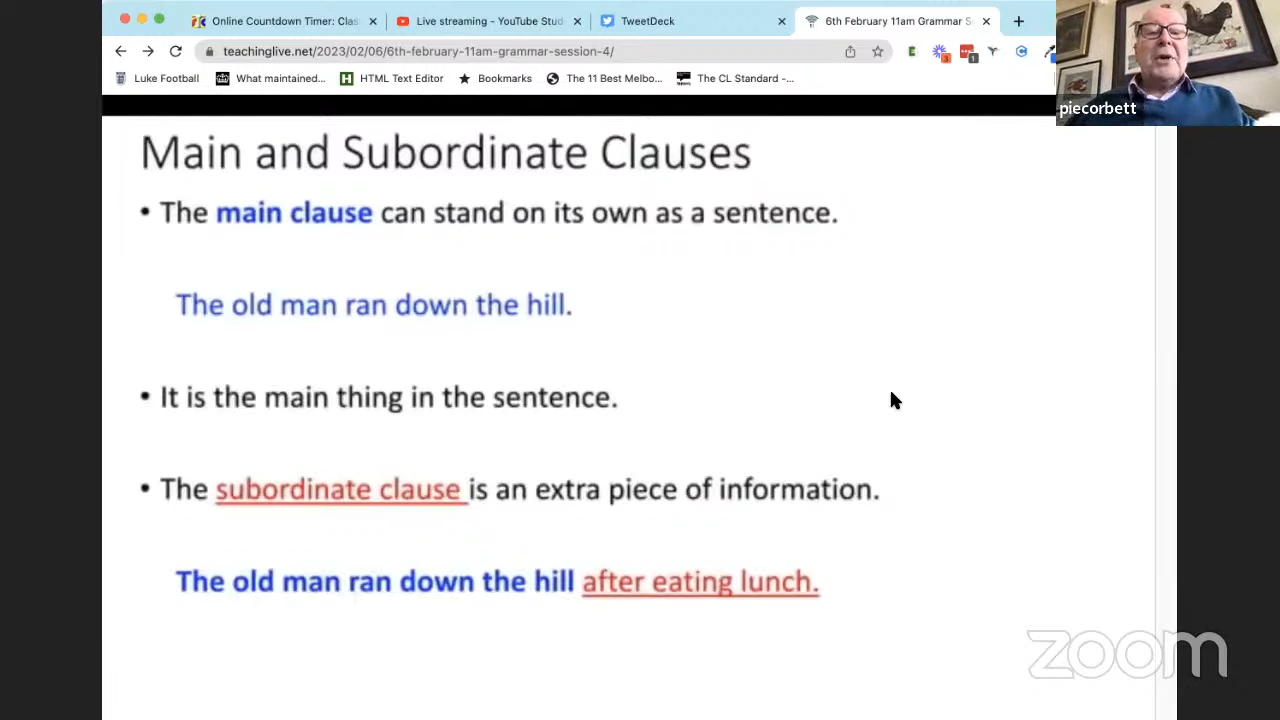 Online Countdown Timer: Clas
Live streaming - YouTube Stud
TweetDeck
6th February 11am Grammar S
teachinglive.net/2023/02/06/6th-february-11am-grammar-session-4/
Luke Football
What maintained...
HTML Text Editor
Bookmarks
The 11 Best Melbo...
The CL Standard -...
piecorbett
Main and Subordinate Clauses
• The main clause can stand on its own as a sentence.
The old man ran down the hill.
• It is the main thing in the sentence.
• The subordinate clause is an extra piece of information.
The old man ran down the hill after eating lunch.
zoom